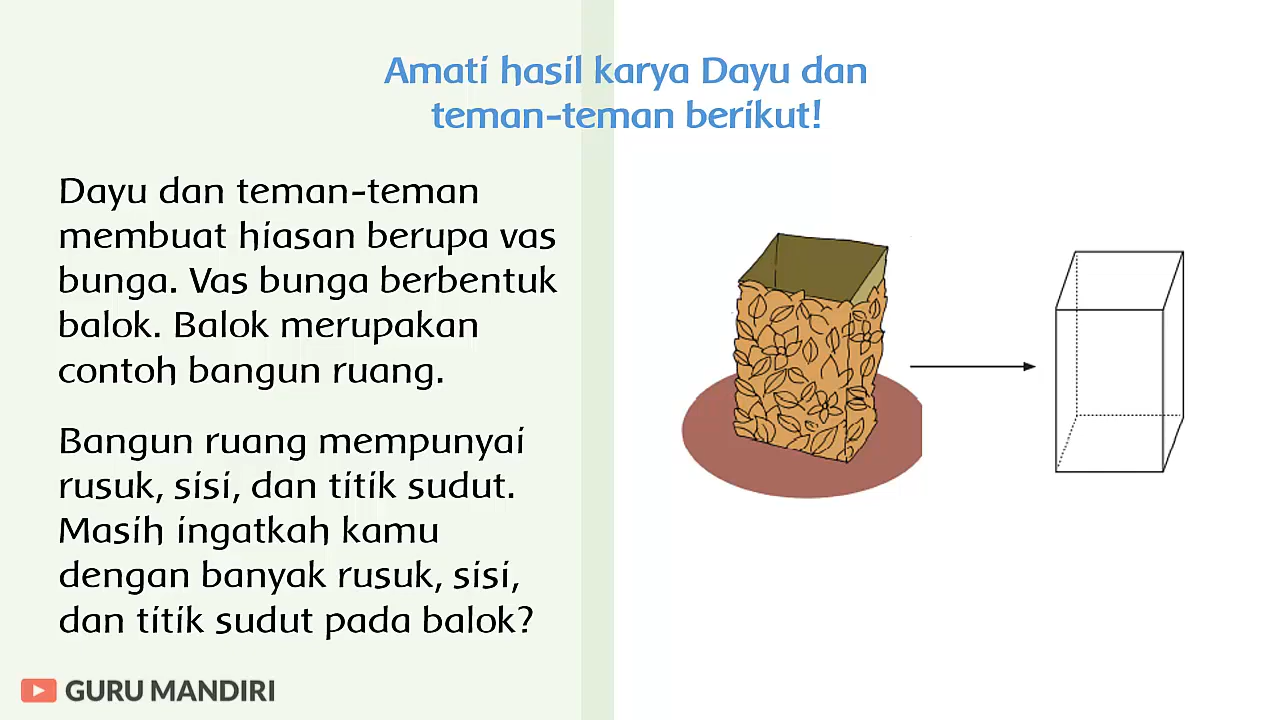 Amati hasil karya Dayu dan
teman-teman berikut!
Dayu dan teman-teman
membuat hiasan berupa vas
bunga. Vas bunga berbentuk
balok. Balok merupakan
contoh bangun ruang.
Bangun ruang mempunyai
rusuk, sisi, dan titik sudut.
Masih ingatkah kamu
dengan banyak rusuk, sisi,
dan titik sudut pada balok?
GURU MANDIRI